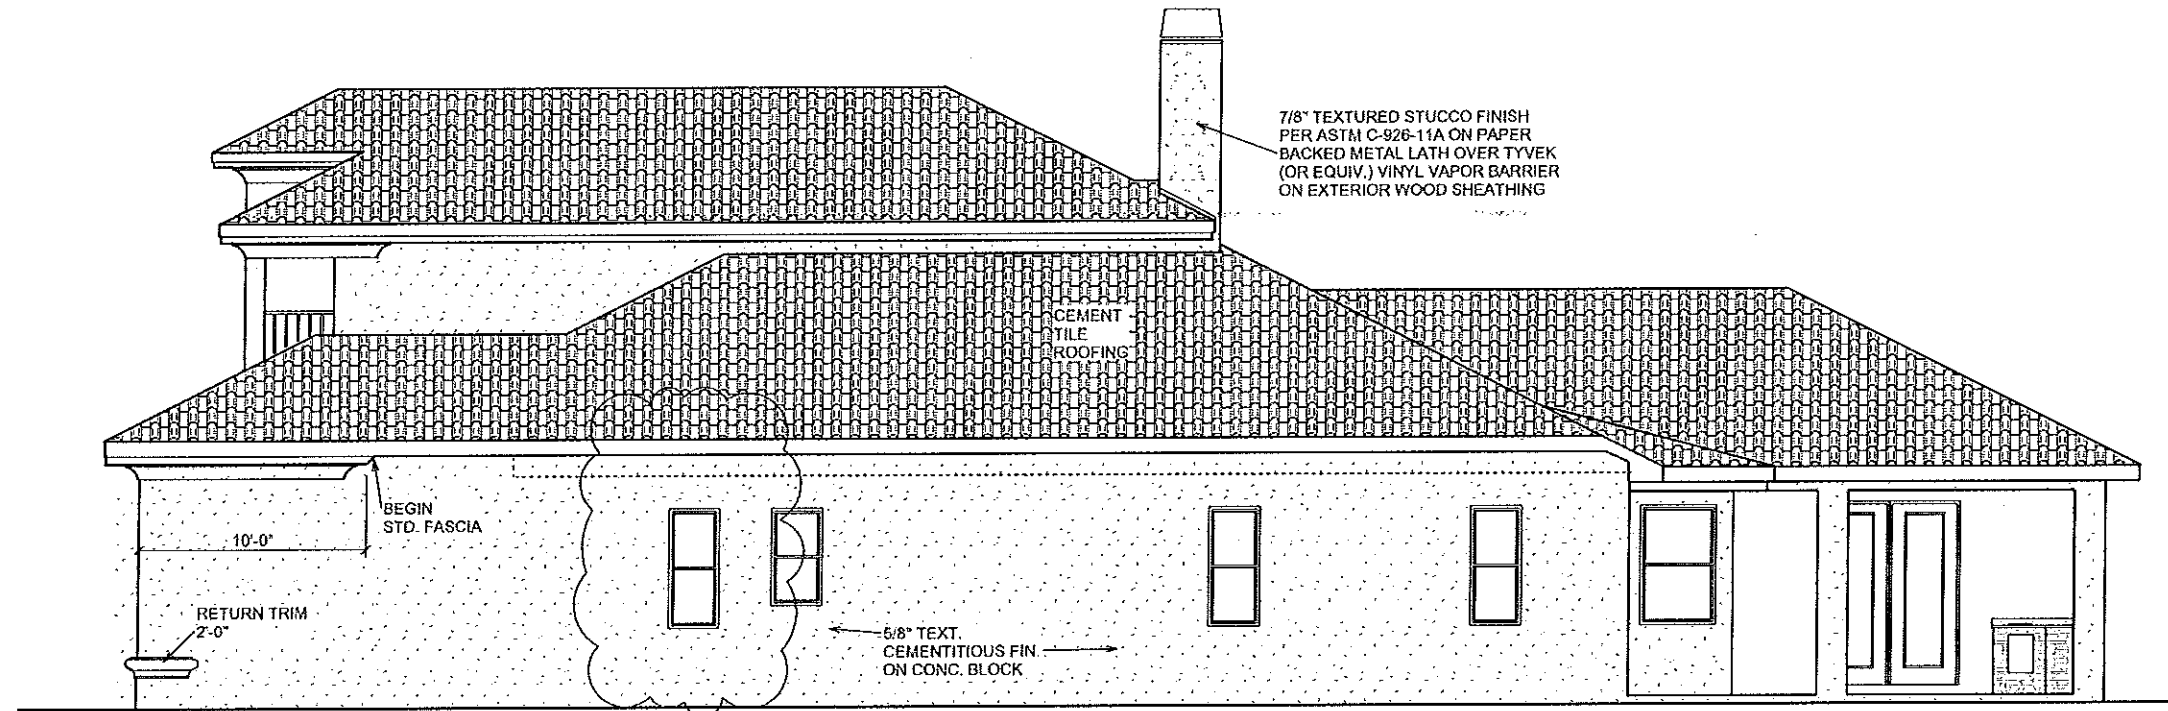 7/8" TEXTURED STUCCO FINISH
PER ASTM C-926-11A ON PAPER
BACKED METAL LATH OVER TYVEK
(OR EQUIV.) VINYL VAPOR BARRIER
ON EXTERIOR WOOD SHEATHING
CEMENT
TILE
ROOFING
BEGIN
STD. FASCIA
10'-0"
RETURN TRIM
2'-0"
5/8" TEXT.
CEMENTITIOUS FIN.
ON CONC. BLOCK